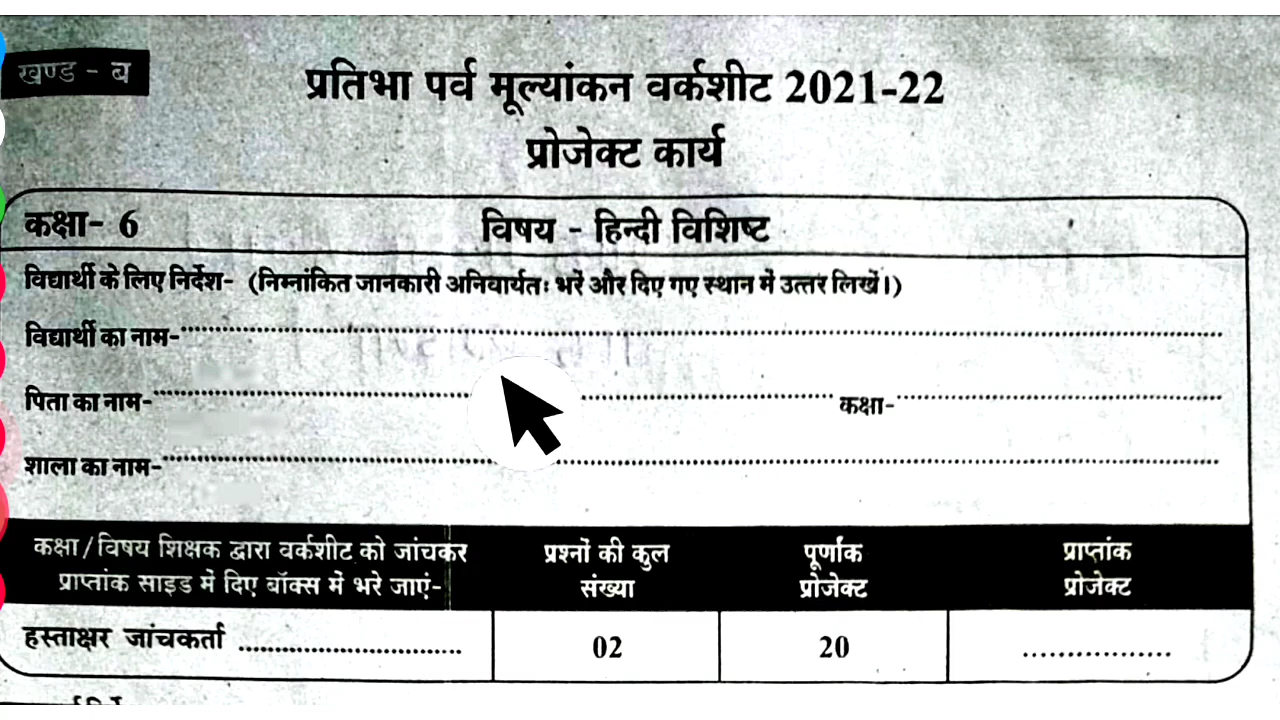 खण्ड - ब
प्रतिभा पर्व मूल्यांकन वर्कशीट 2021-22
प्रोजेक्ट कार्य
कक्षा- 6 विषय - हिन्दी विशिष्ट
विद्यार्थी के लिए निर्देश- (निम्नांकित जानकारी अनिवार्यतः भरें और दिए गए स्थान में उत्तर लिखें।)
विद्यार्थी का नाम-
पिता का नाम- कक्षा-
शाला का नाम-
कक्षा/विषय शिक्षक द्वारा वर्कशीट को जांचकर प्रश्नों की कुल पूर्णांक प्राप्तांक
प्राप्तांक साइड में दिए बॉक्स में भरे जाएं- संख्या प्रोजेक्ट प्रोजेक्ट
हस्ताक्षर जांचकर्ता .................................. 02 20 ..................